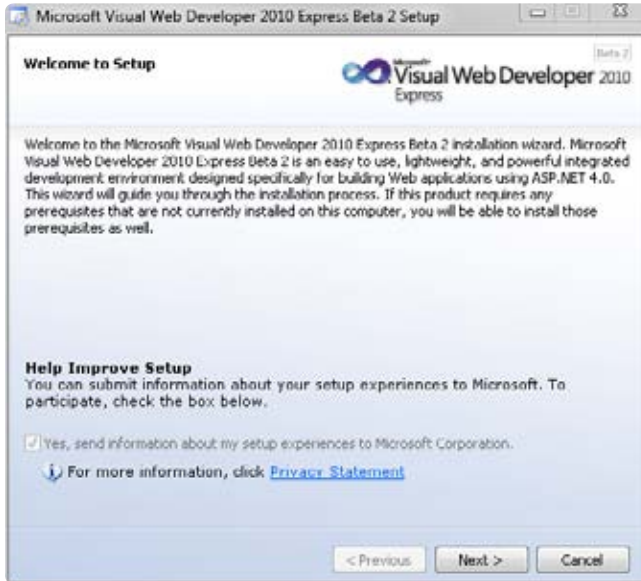 Microsoft Visual Web Developer 2010 Express Beta 2 Setup
Beta 2
Welcome to Setup
Microsoft
Visual Web Developer 2010
Express
Welcome to the Microsoft Visual Web Developer 2010 Express Beta 2 installation wizard. Microsoft
Visual Web Developer 2010 Express Beta 2 is an easy to use, lightweight, and powerful integrated
development environment designed specifically for building Web applications using ASP.NET 4.0.
This wizard will guide you through the installation process. If this product requires any
prerequisites that are not currently installed on this computer, you will be able to install those
prerequisites as well.
Help Improve Setup
You can submit information about your setup experiences to Microsoft. To
participate, check the box below.
Yes, send information about my setup experiences to Microsoft Corporation.
For more information, click Privacy Statement
< Previous
Next >
Cancel